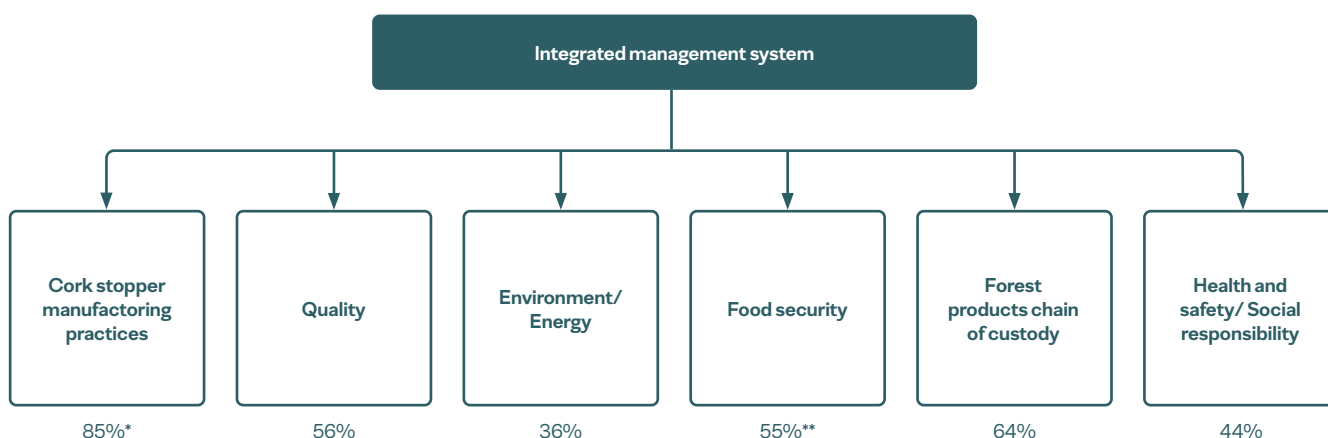 Integrated management system
Cork stopper
manufactoring
practices
Quality
Environment/
Energy
Food security
Forest
products chain
of custody
Health and
safety/ Social
responsibility
85%*
56%
36%
55%**
64%
44%